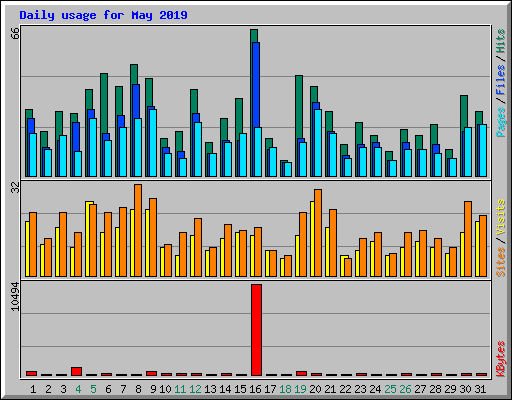 Daily usage for May 2019
66
Pages / Files / Hits
32
Sites / Visits
10494
KBytes
1 2 3 4 5 6 7 8 9 10 11 12 13 14 15 16 17 18 19 20 21 22 23 24 25 26 27 28 29 30 31